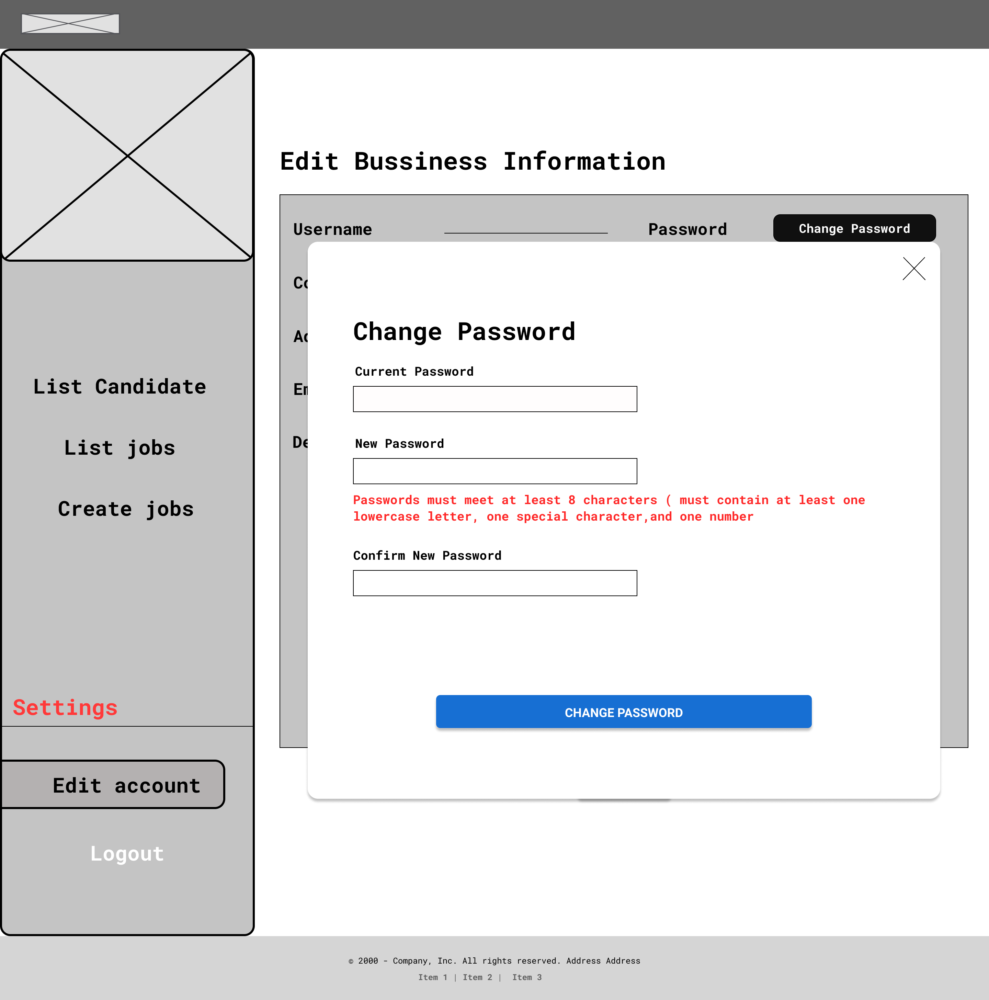 Edit Bussiness Information
Username
Password
Change Password
Co
Ad
Em
De
Change Password
Current Password
New Password
Passwords must meet at least 8 characters ( must contain at least one
lowercase letter, one special character,and one number
Confirm New Password
CHANGE PASSWORD
List Candidate
List jobs
Create jobs
Settings
Edit account
Logout
© 2000 - Company, Inc. All rights reserved. Address Address
Item 1 | Item 2 | Item 3